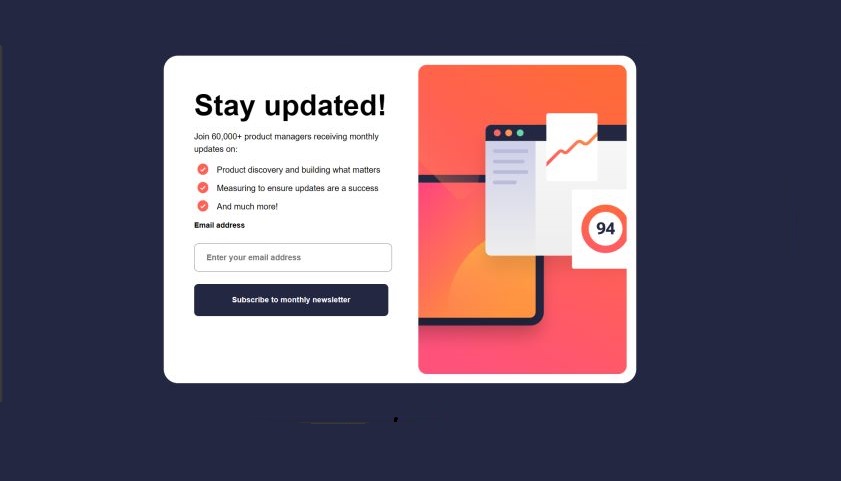 Stay updated!
Join 60,000+ product managers receiving monthly
updates on:
Product discovery and building what matters
Measuring to ensure updates are a success
And much more!
Email address
Enter your email address
Subscribe to monthly newsletter
94